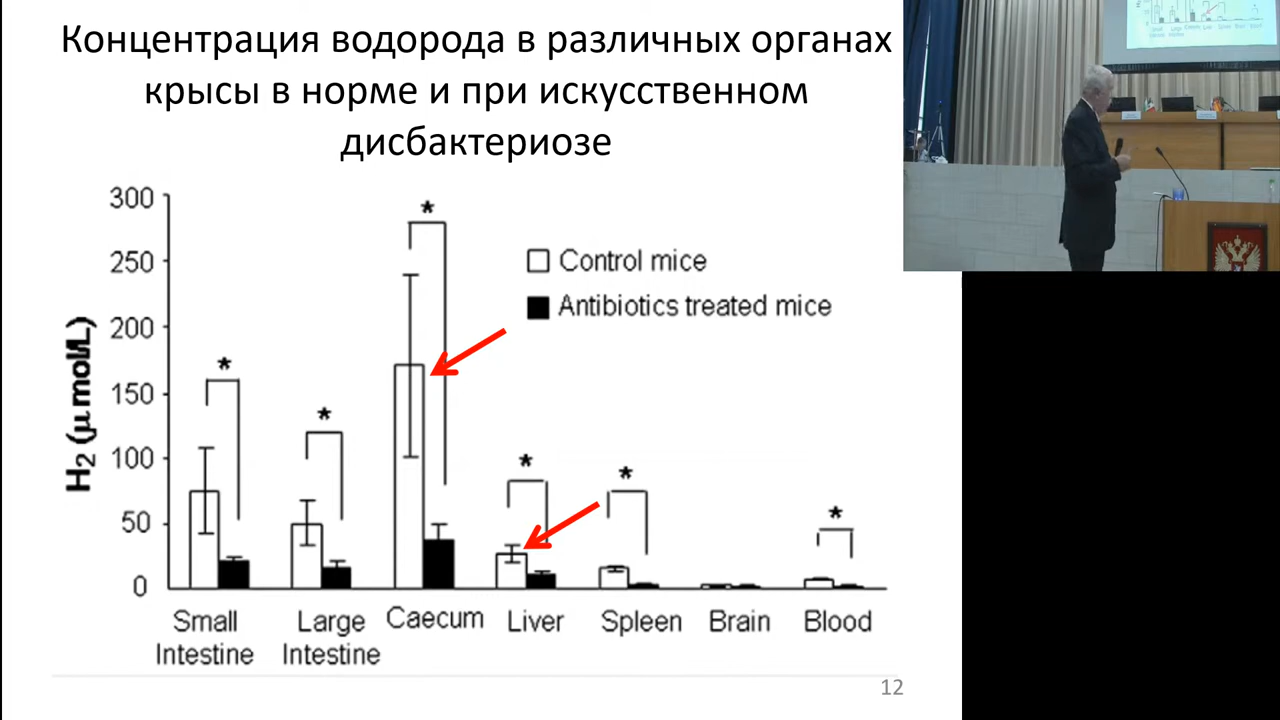 Концентрация водорода в различных органах
крысы в норме и при искусственном
дисбактериозе
H2 (μmol/L)
300
250
200
150
100
50
0
*
*
*
*
*
*
Control mice
Antibiotics treated mice
Small
Intestine
Large
Intestine
Caecum
Liver
Spleen
Brain
Blood
12